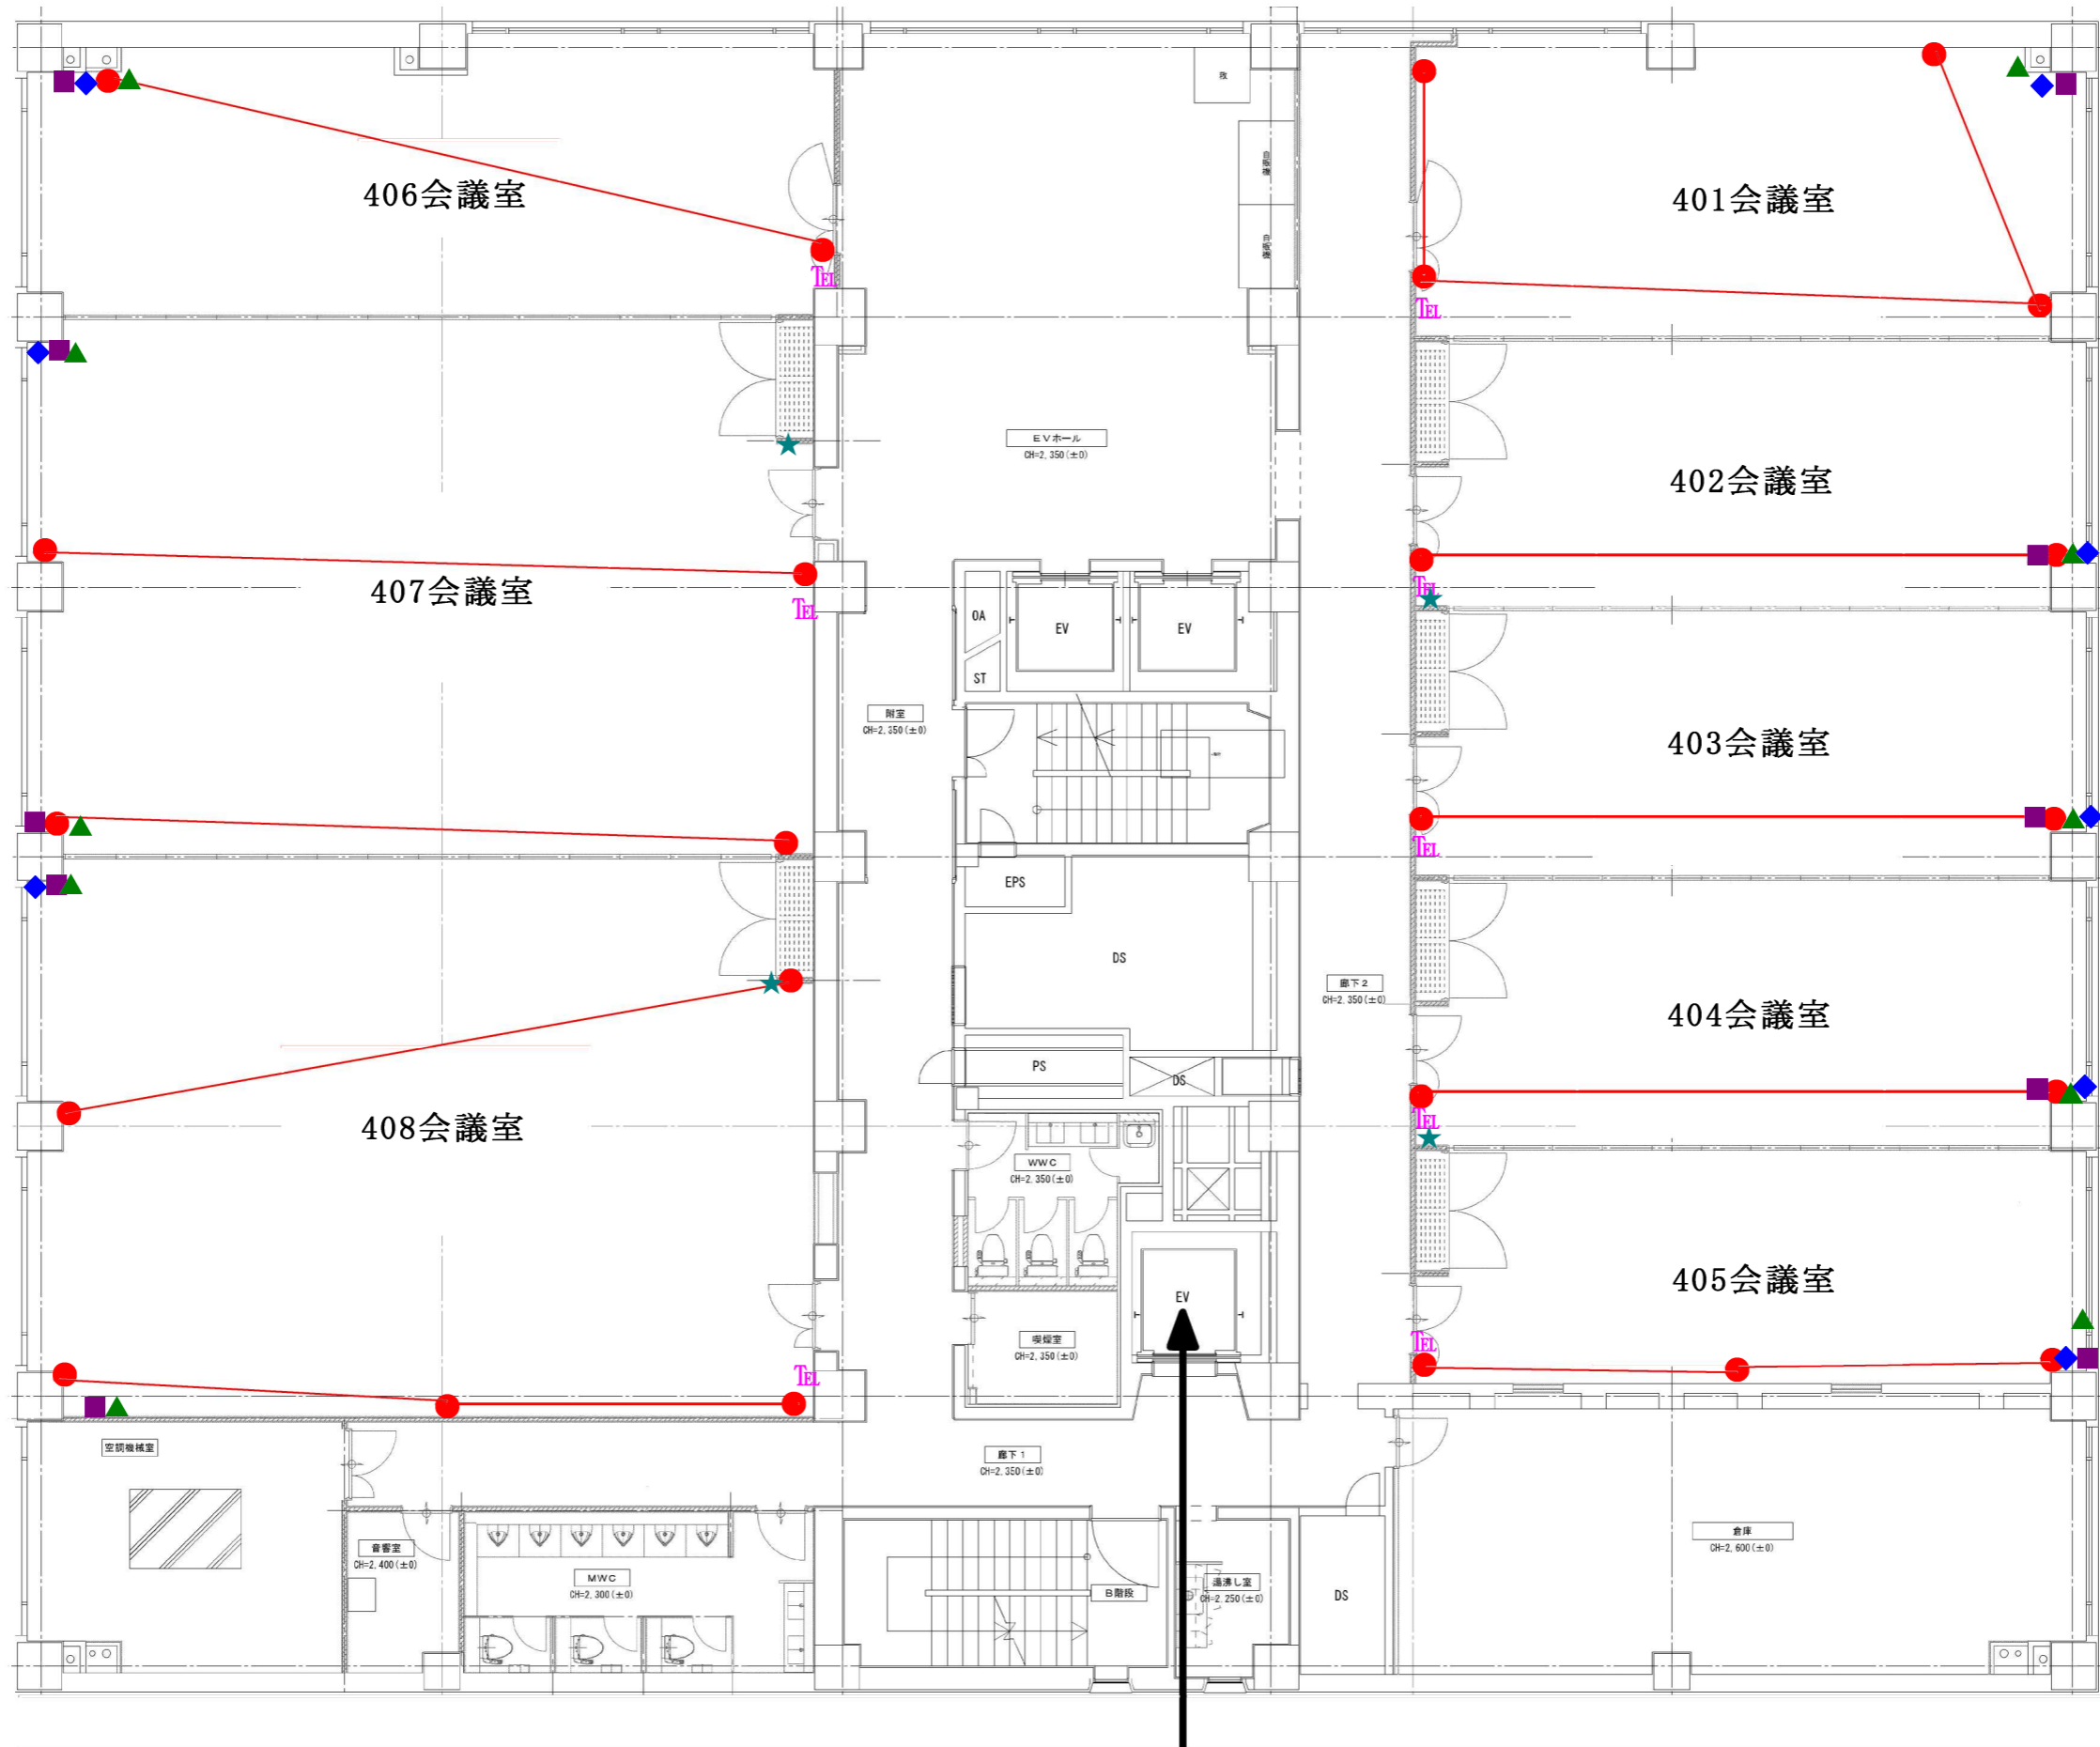 406会議室
401会議室
TEL
TEL
EVホール
CH=2,350(±0)
402会議室
407会議室
TEL
TEL
OA
EV
EV
ST
附室
CH=2,350(±0)
403会議室
TEL
EPS
DS
廊下2
CH=2,350(±0)
404会議室
PS
DS
TEL
408会議室
WWC
CH=2,350(±0)
405会議室
EV
喫煙室
CH=2,350(±0)
TEL
TEL
空調機械室
廊下1
CH=2,350(±0)
音響室
CH=2,400(±0)
MWC
CH=2,300(±0)
B階段
湯沸し室
CH=2,250(±0)
DS
倉庫
CH=2,600(±0)